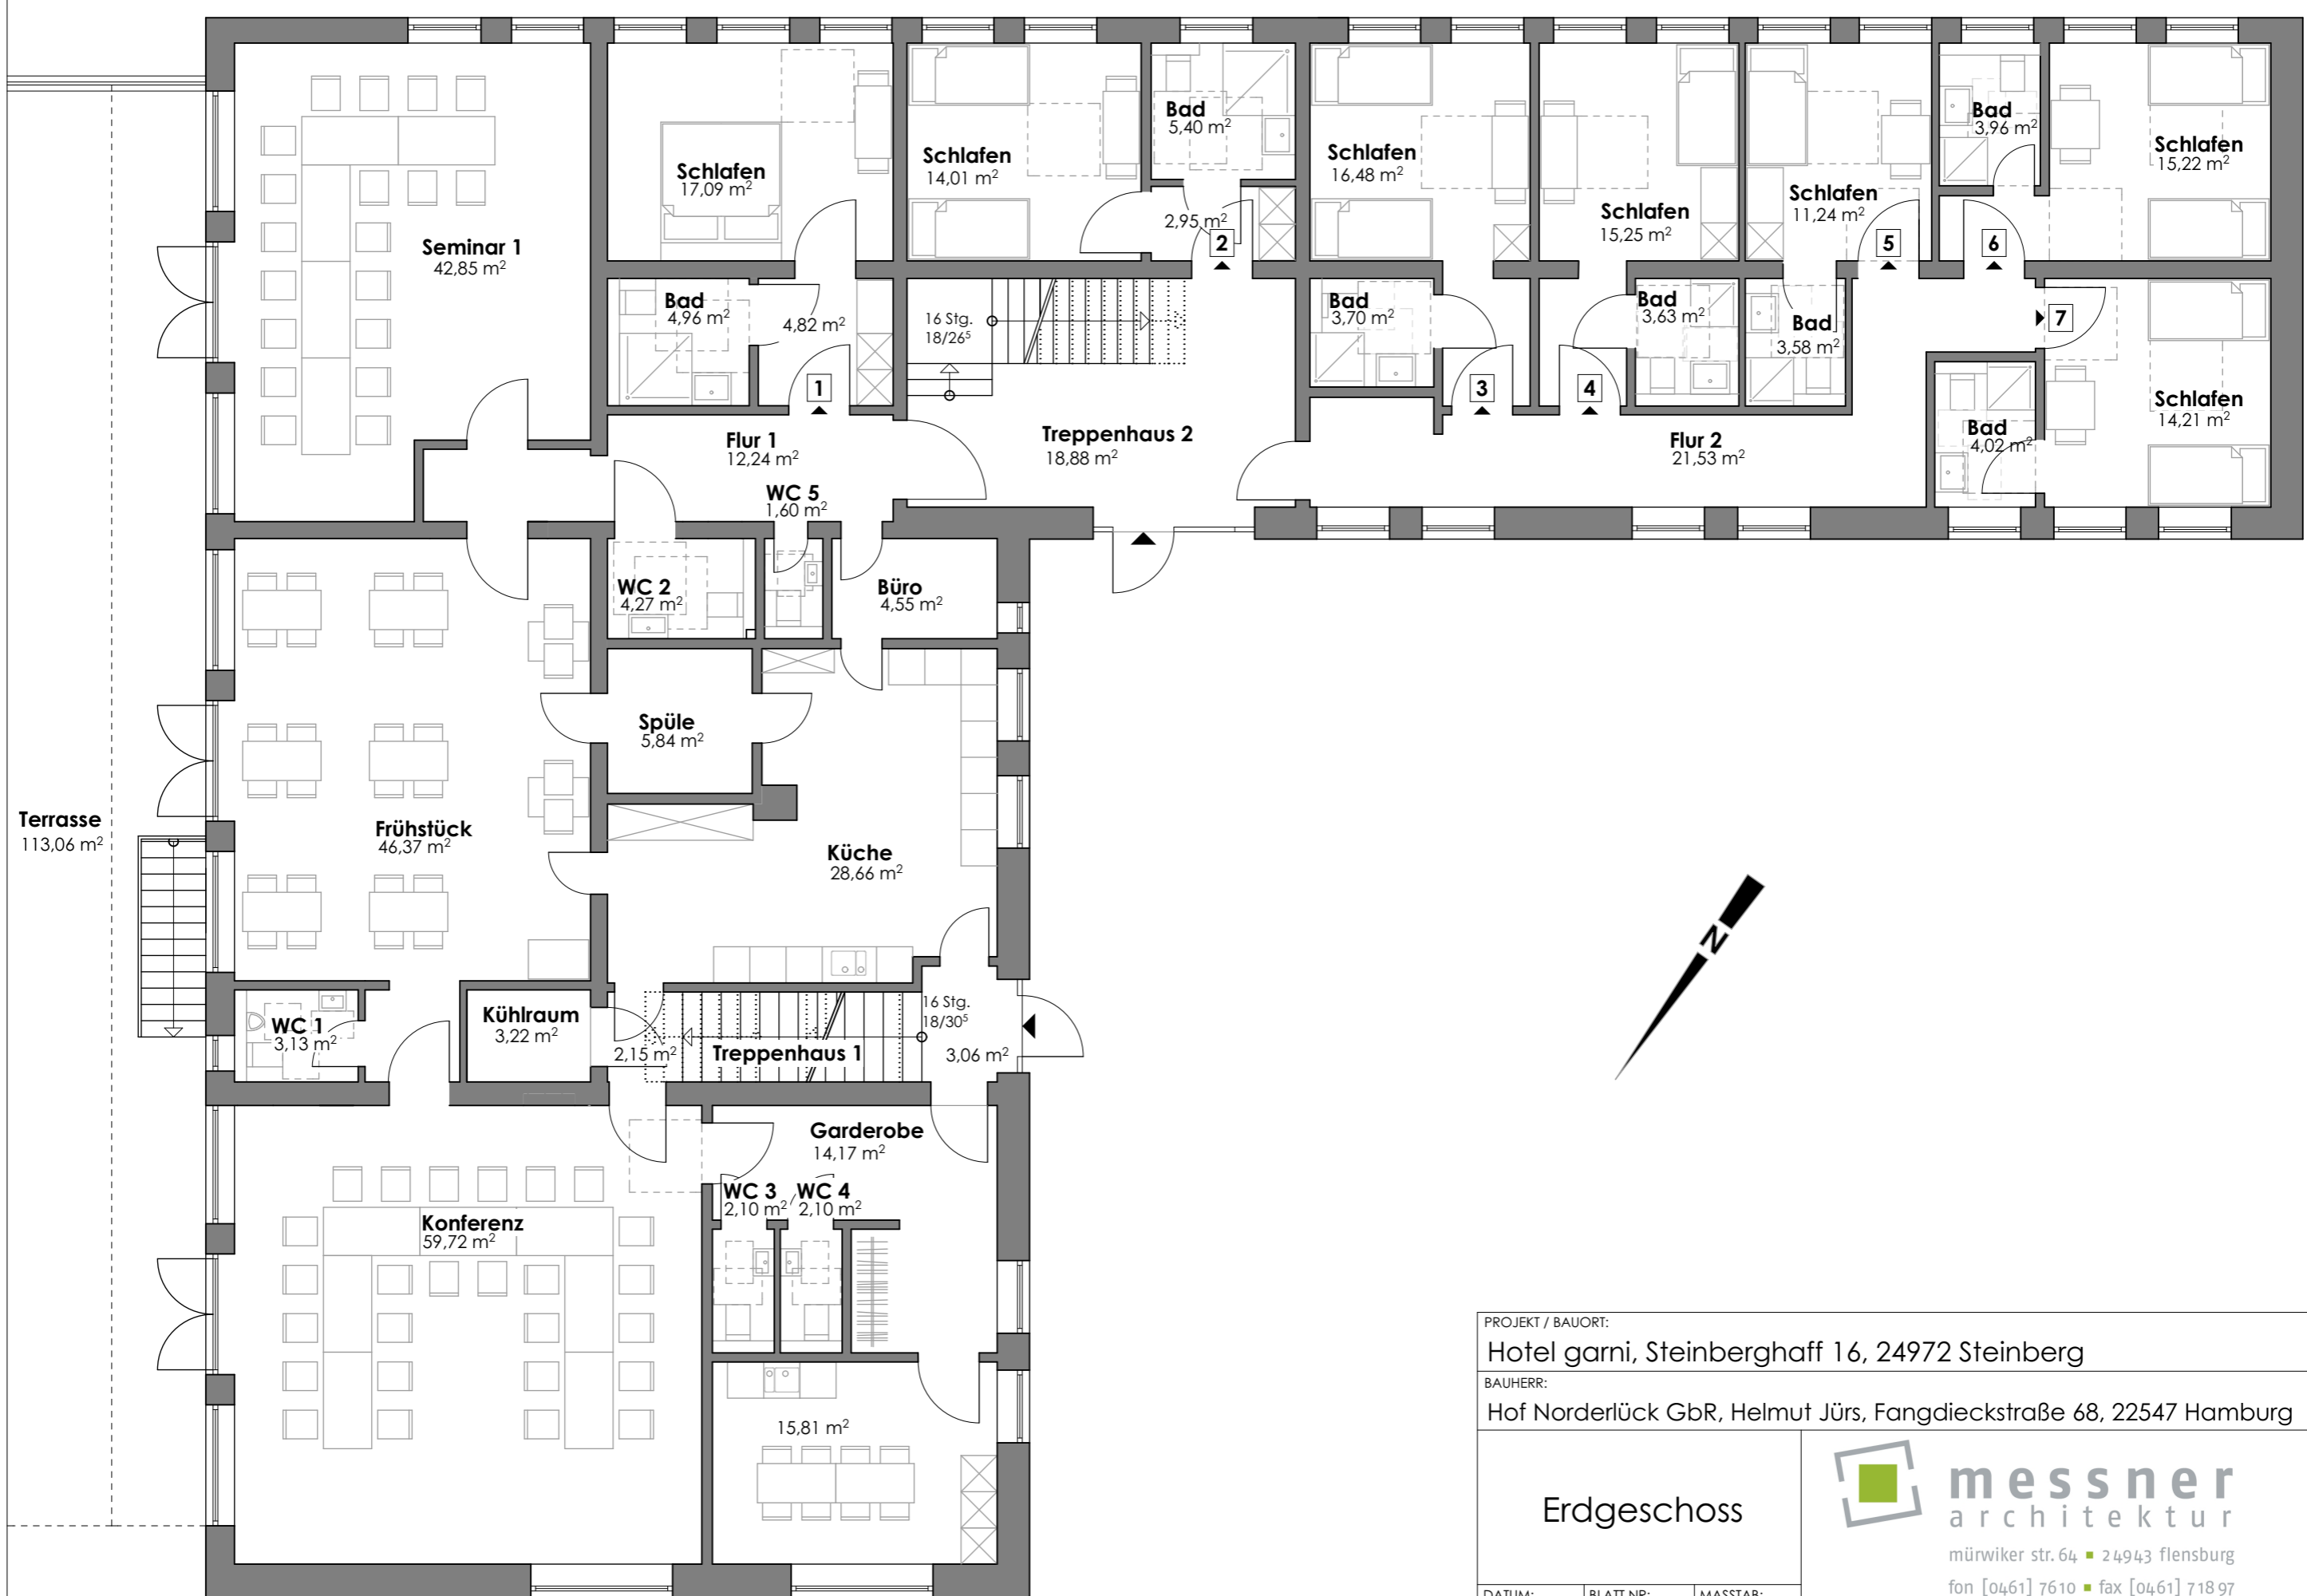 Seminar 1
42,85 m²
Schlafen
17,09 m²
Schlafen
14,01 m²
Bad
5,40 m²
2,95 m²
2
Schlafen
16,48 m²
Schlafen
15,25 m²
Schlafen
11,24 m²
5
Bad
3,96 m²
6
Schlafen
15,22 m²
Bad
4,96 m²
4,82 m²
1
16 Stg.
18/26⁵
Bad
3,70 m²
3
4
Bad
3,63 m²
Bad
3,58 m²
7
Schlafen
14,21 m²
Bad
4,02 m²
Flur 1
12,24 m²
Treppenhaus 2
18,88 m²
Flur 2
21,53 m²
WC 5
1,60 m²
WC 2
4,27 m²
Büro
4,55 m²
Spüle
5,84 m²
Terrasse
113,06 m²
Frühstück
46,37 m²
Küche
28,66 m²
N
WC 1
3,13 m²
Kühlraum
3,22 m²
2,15 m²
Treppenhaus 1
16 Stg.
18/30⁵
3,06 m²
Garderobe
14,17 m²
WC 3
2,10 m²
WC 4
2,10 m²
Konferenz
59,72 m²
15,81 m²
PROJEKT / BAUORT:
Hotel garni, Steinberghaff 16, 24972 Steinberg
BAUHERR:
Hof Norderlück GbR, Helmut Jürs, Fangdieckstraße 68, 22547 Hamburg
Erdgeschoss
messner
architektur
mürwiker str. 64 ▪ 24943 flensburg
fon [0461] 7610 ▪ fax [0461] 718 97
DATUM: BLATT NR: MASSTAB: